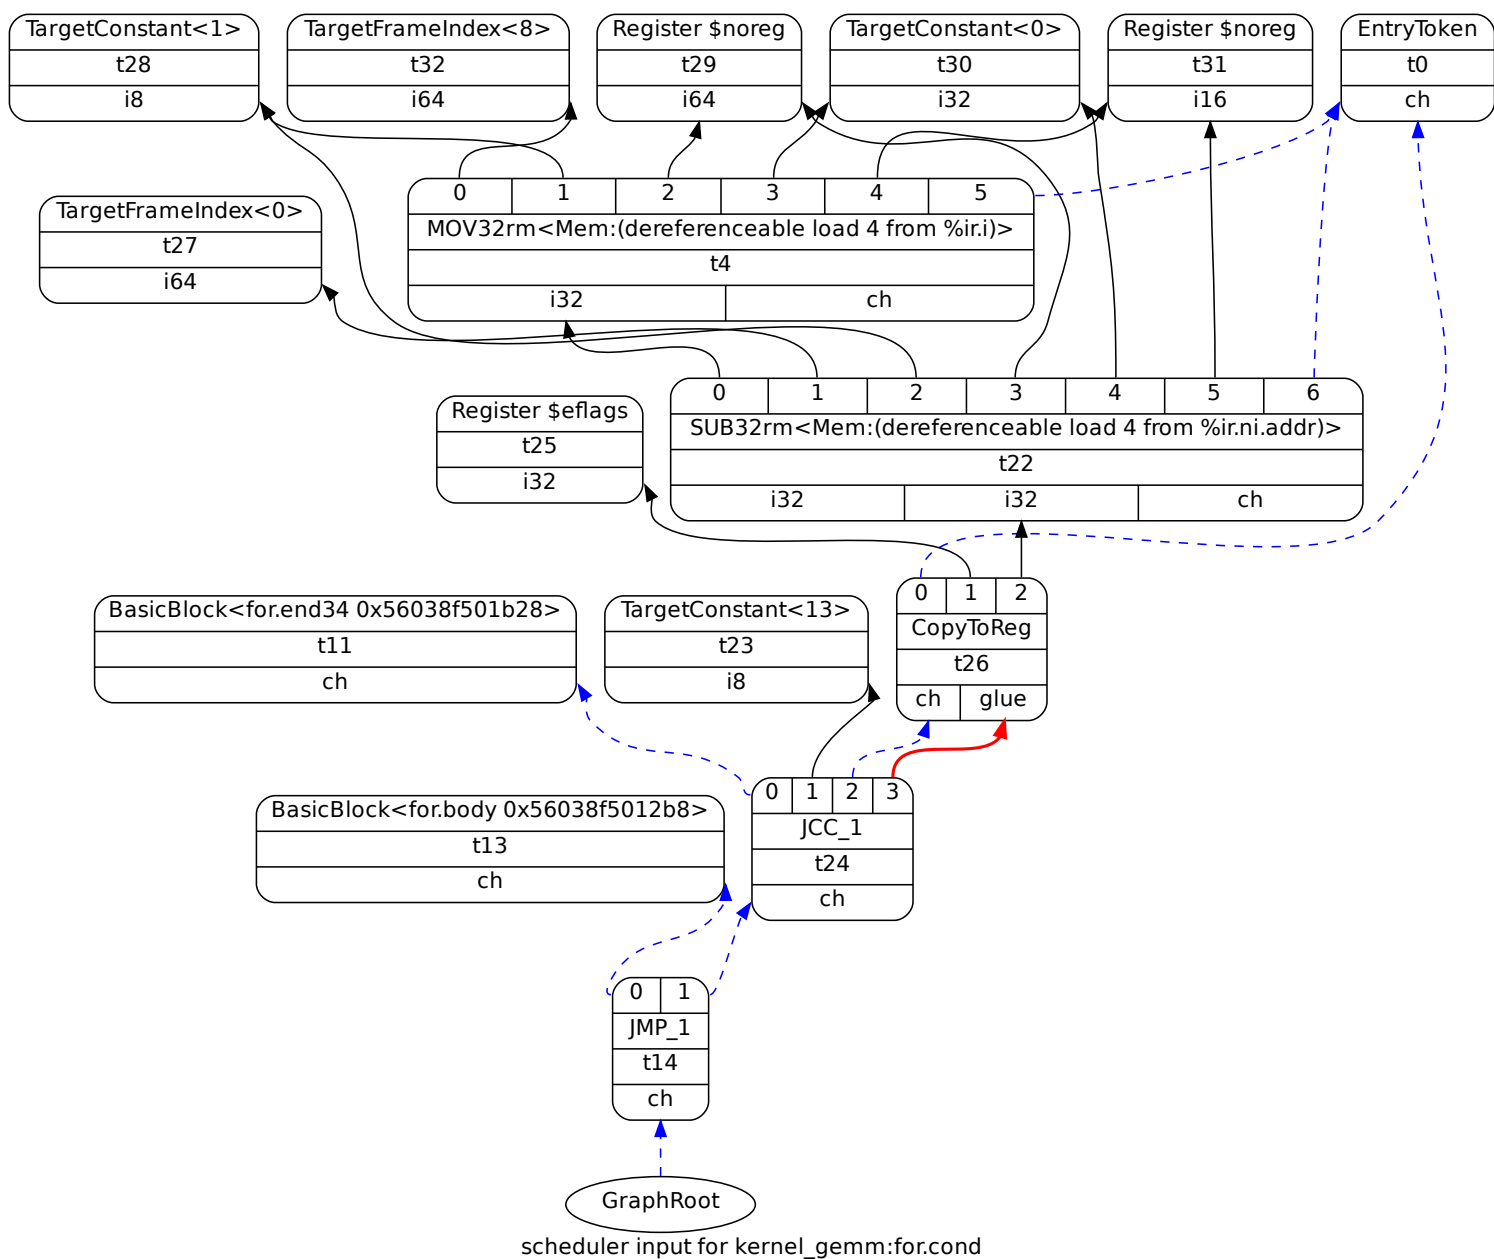 TargetConstant<1>
t28
i8
TargetFrameIndex<8>
t32
i64
Register $noreg
t29
i64
TargetConstant<0>
t30
i32
Register $noreg
t31
i16
EntryToken
t0
ch
TargetFrameIndex<0>
t27
i64
0 1 2 3 4 5
MOV32rm<Mem:(dereferenceable load 4 from %ir.i)>
t4
i32 ch
Register $eflags
t25
i32
0 1 2 3 4 5 6
SUB32rm<Mem:(dereferenceable load 4 from %ir.ni.addr)>
t22
i32 i32 ch
BasicBlock<for.end34 0x56038f501b28>
t11
ch
TargetConstant<13>
t23
i8
0 1 2
CopyToReg
t26
ch glue
BasicBlock<for.body 0x56038f5012b8>
t13
ch
0 1 2 3
JCC_1
t24
ch
0 1
JMP_1
t14
ch
GraphRoot
scheduler input for kernel_gemm:for.cond